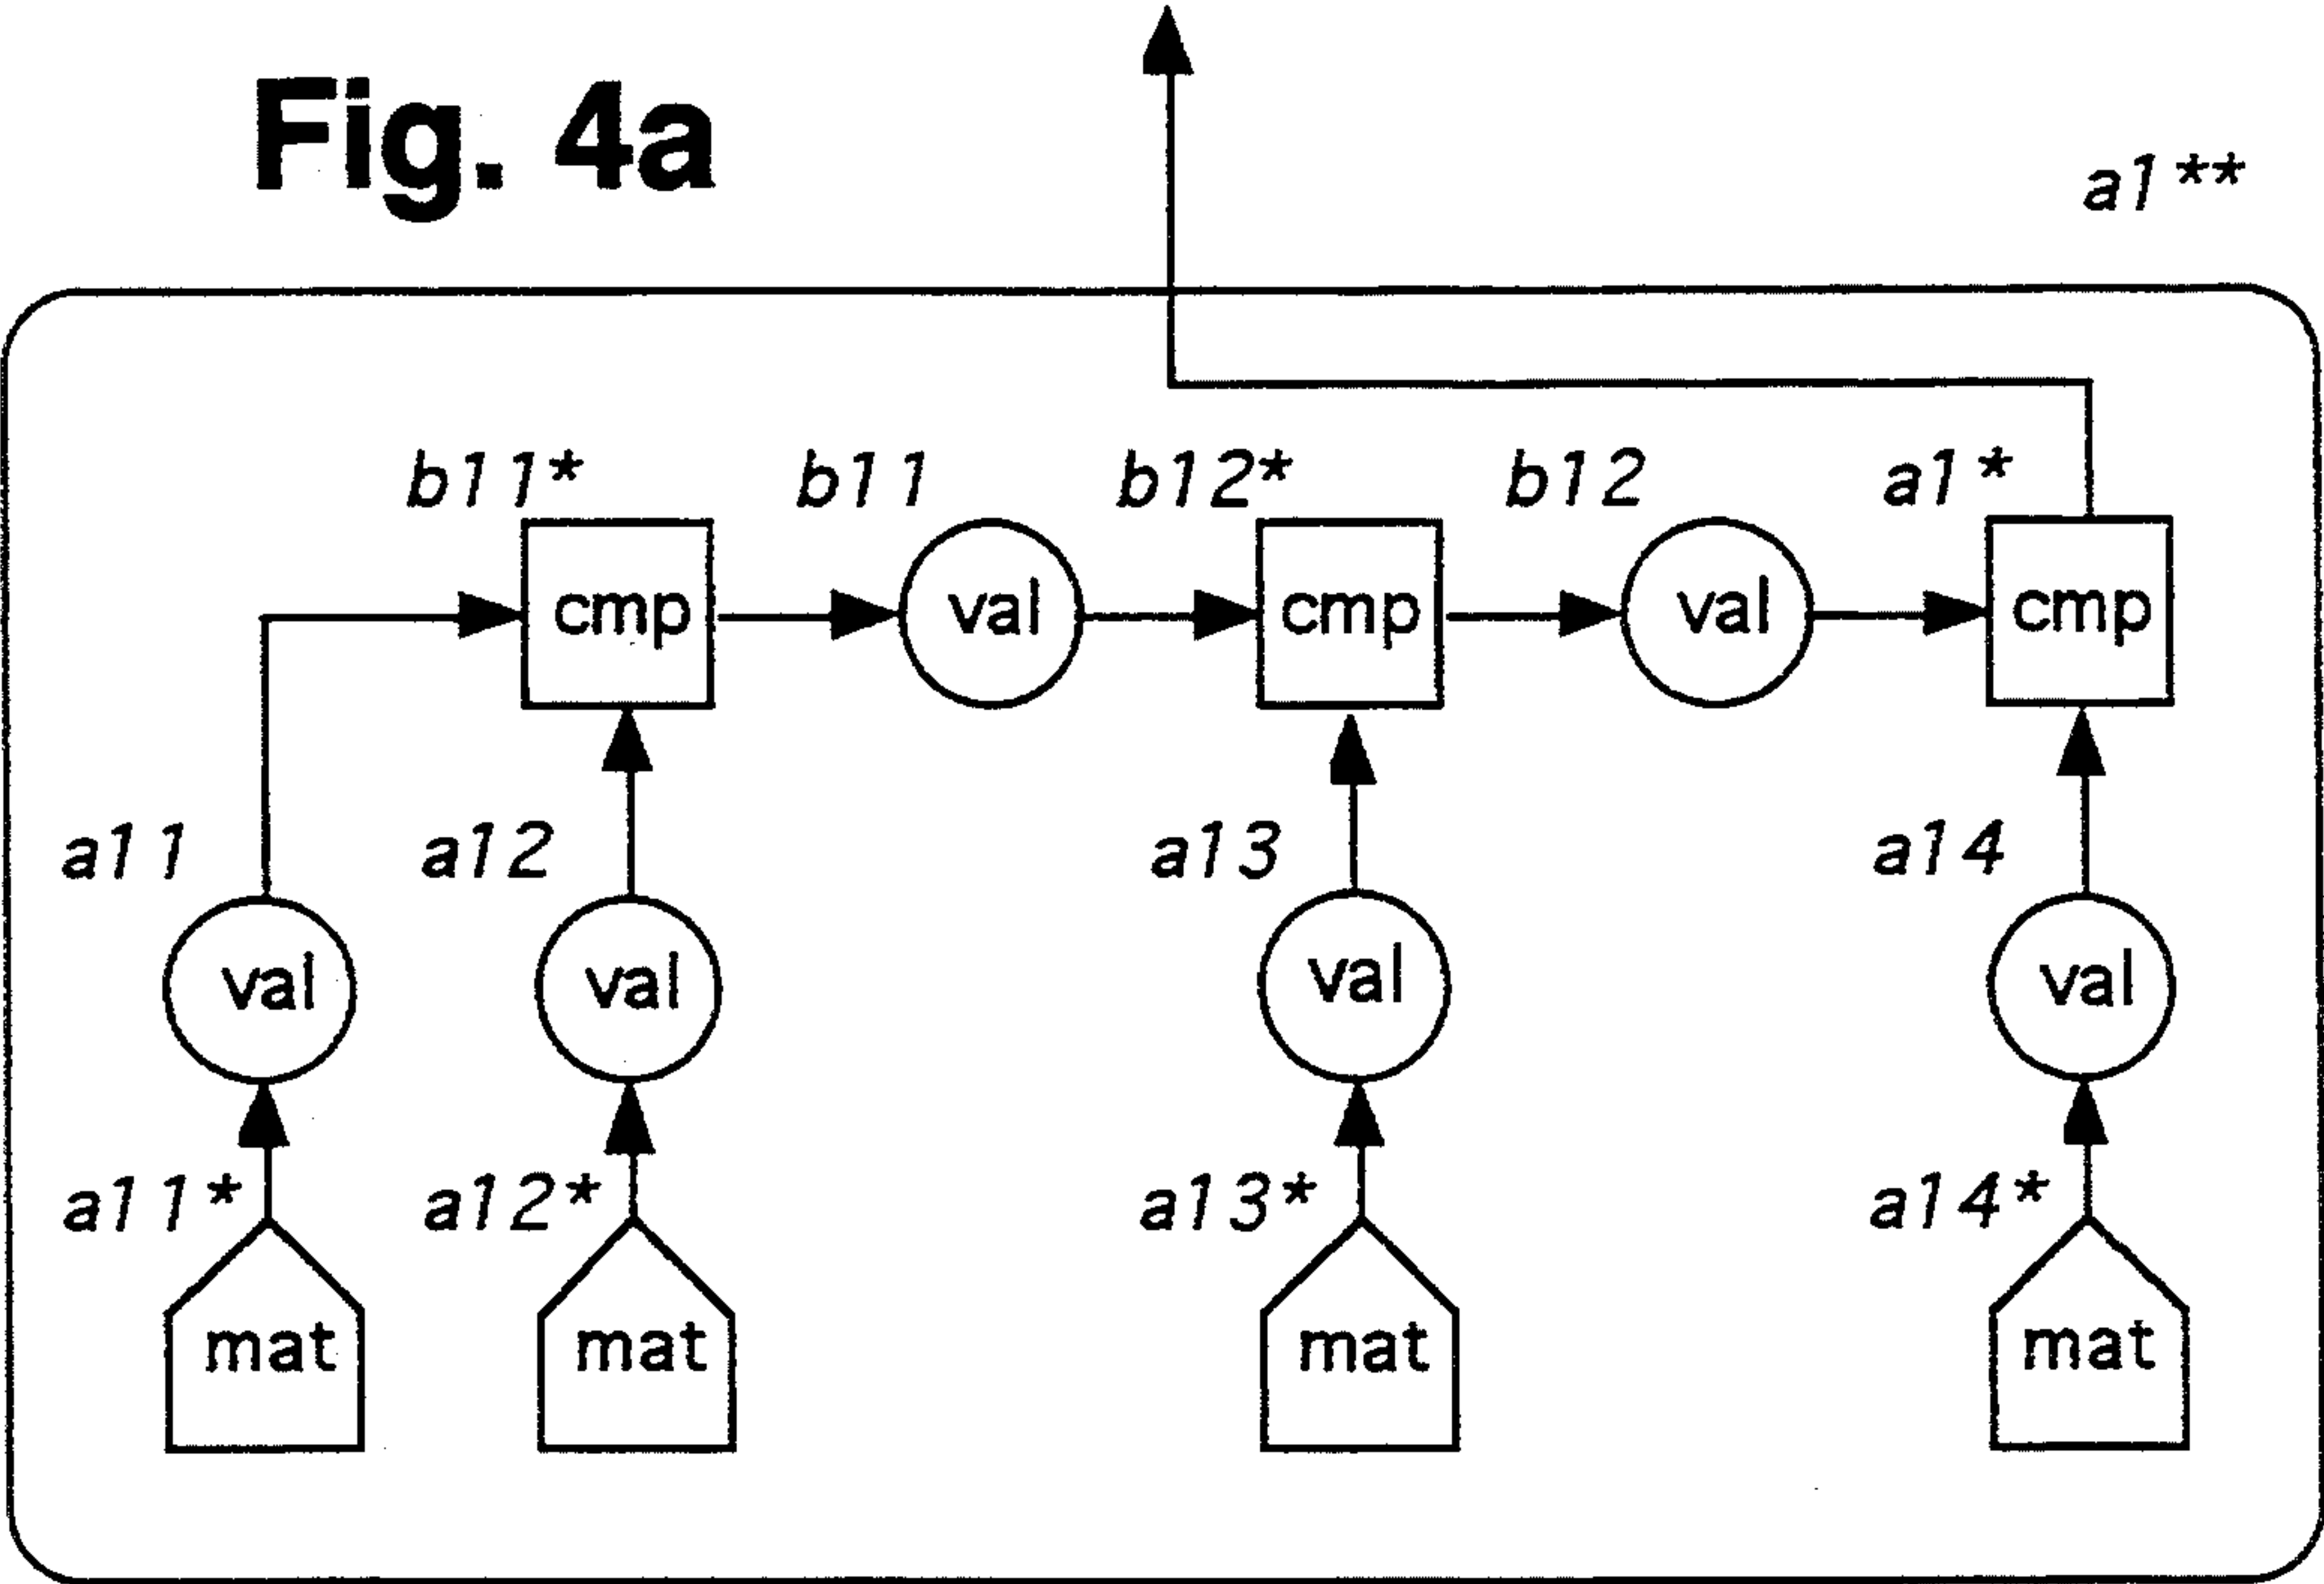 Fig. 4a
a1**
b11* b11 b12* b12 a1*
cmp val cmp val cmp
a11 a12 a13 a14
val val val val
a11* a12* a13* a14*
mat mat mat mat